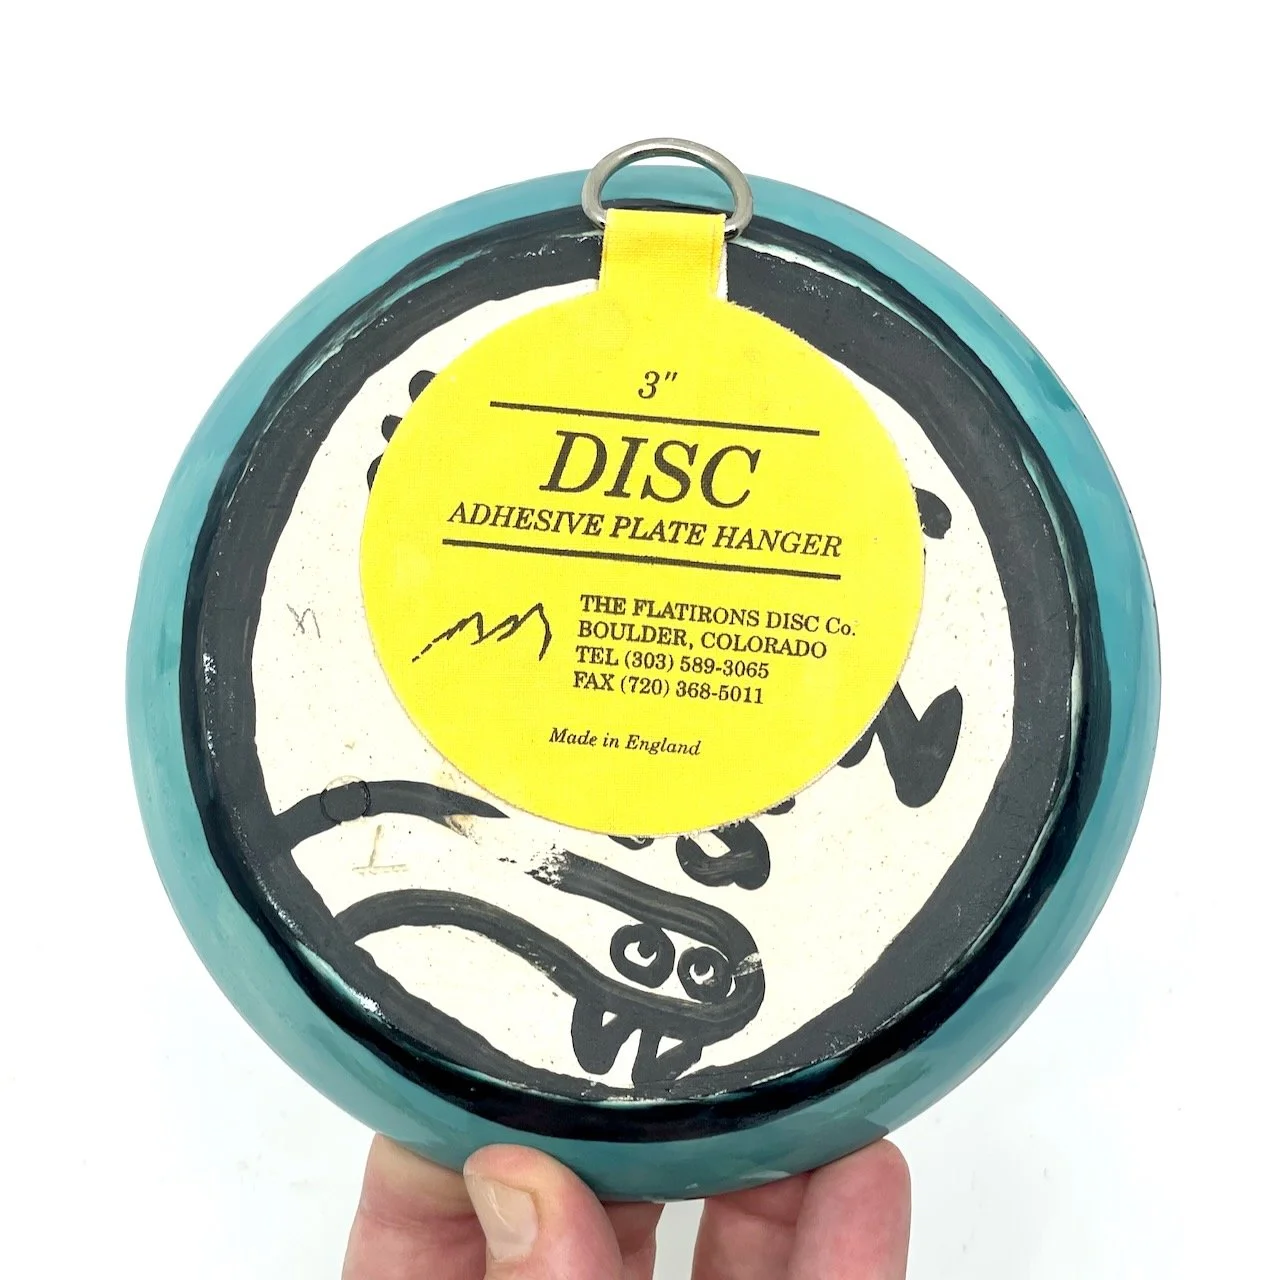 3"
DISC
ADHESIVE PLATE HANGER
THE FLATIRONS DISC Co.
BOULDER, COLORADO
TEL (303) 589-3065
FAX (720) 368-5011
Made in England